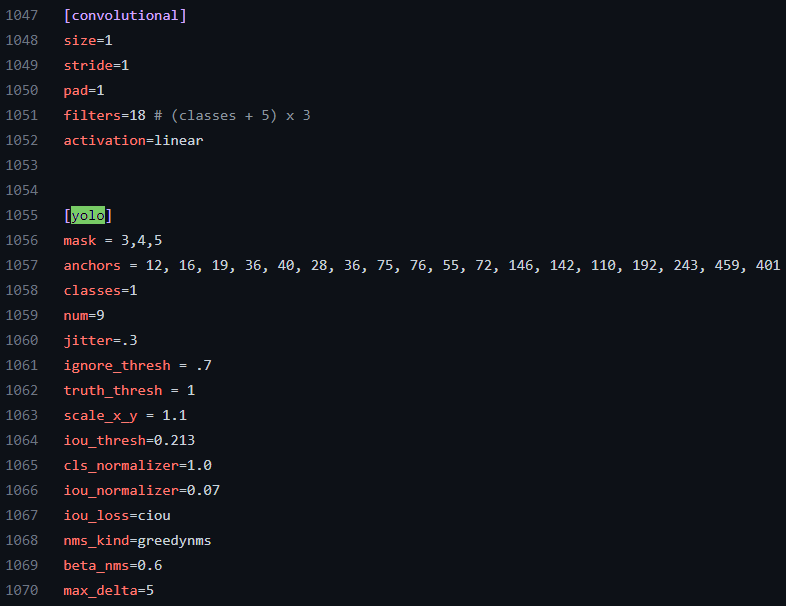 1047 [convolutional]
1048 size=1
1049 stride=1
1050 pad=1
1051 filters=18 # (classes + 5) x 3
1052 activation=linear
1053
1054
1055 [yolo]
1056 mask = 3,4,5
1057 anchors = 12, 16, 19, 36, 40, 28, 36, 75, 76, 55, 72, 146, 142, 110, 192, 243, 459, 401
1058 classes=1
1059 num=9
1060 jitter=.3
1061 ignore_thresh = .7
1062 truth_thresh = 1
1063 scale_x_y = 1.1
1064 iou_thresh=0.213
1065 cls_normalizer=1.0
1066 iou_normalizer=0.07
1067 iou_loss=ciou
1068 nms_kind=greedynms
1069 beta_nms=0.6
1070 max_delta=5